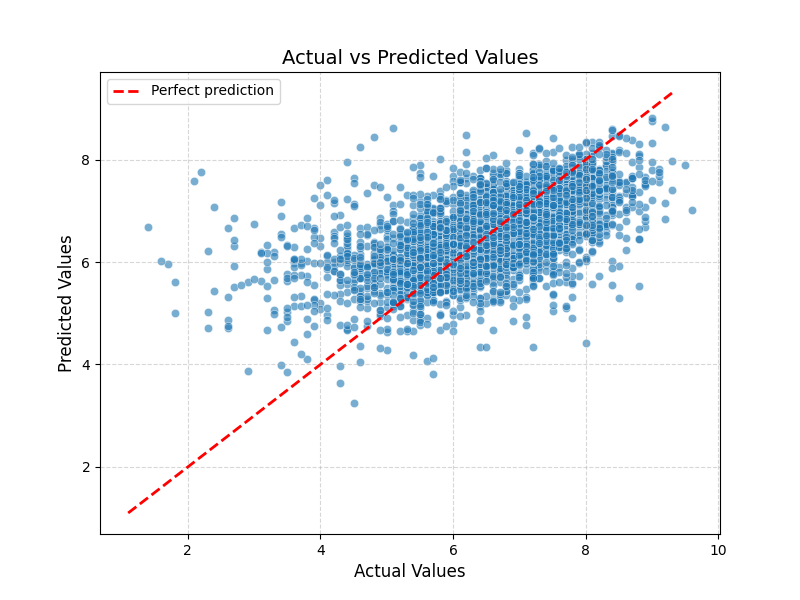 Actual vs Predicted Values
Perfect prediction
8
6
4
2
Predicted Values
2 4 6 8 10
Actual Values